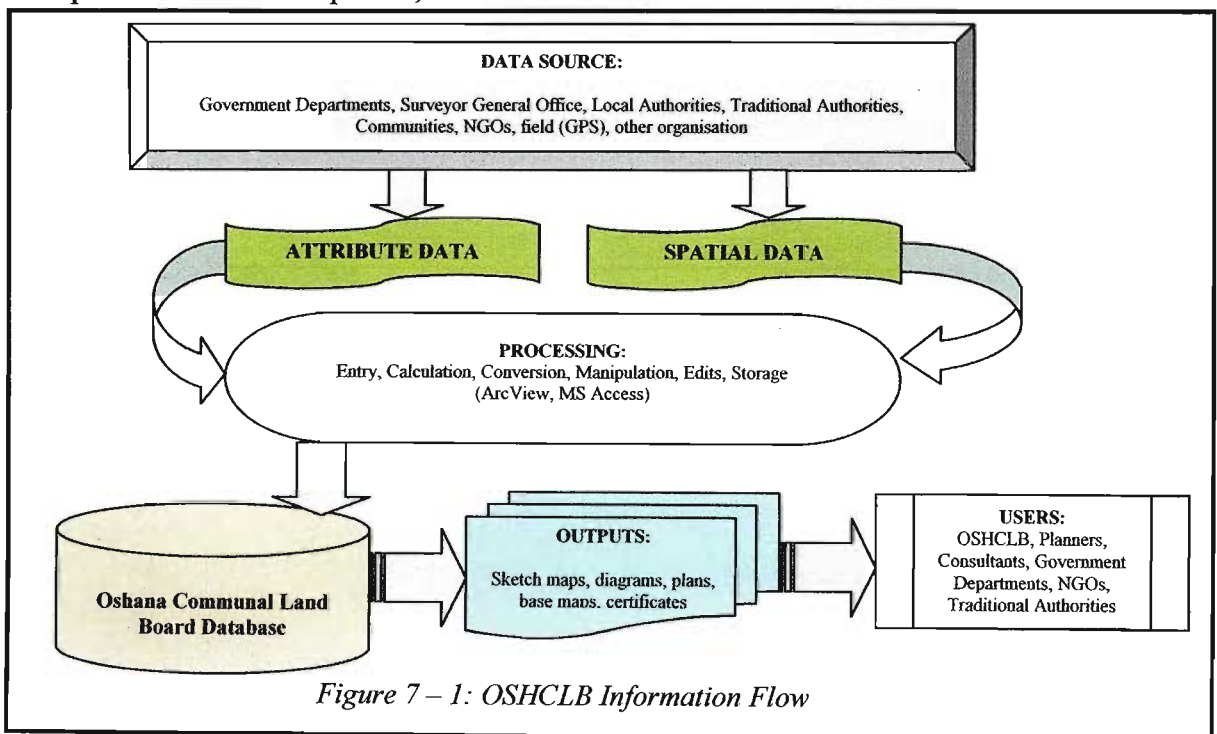 DATA SOURCE:
Government Departments, Surveyor General Office, Local Authorities, Traditional Authorities,
Communities, NGOs, field (GPS), other organisation
ATTRIBUTE DATA
SPATIAL DATA
PROCESSING:
Entry, Calculation, Conversion, Manipulation, Edits, Storage
(ArcView, MS Access)
Oshana Communal Land
Board Database
OUTPUTS:
Sketch maps, diagrams, plans,
base maps, certificates
USERS:
OSHCLB, Planners,
Consultants, Government
Departments, NGOs,
Traditional Authorities
Figure 7 – 1: OSHCLB Information Flow